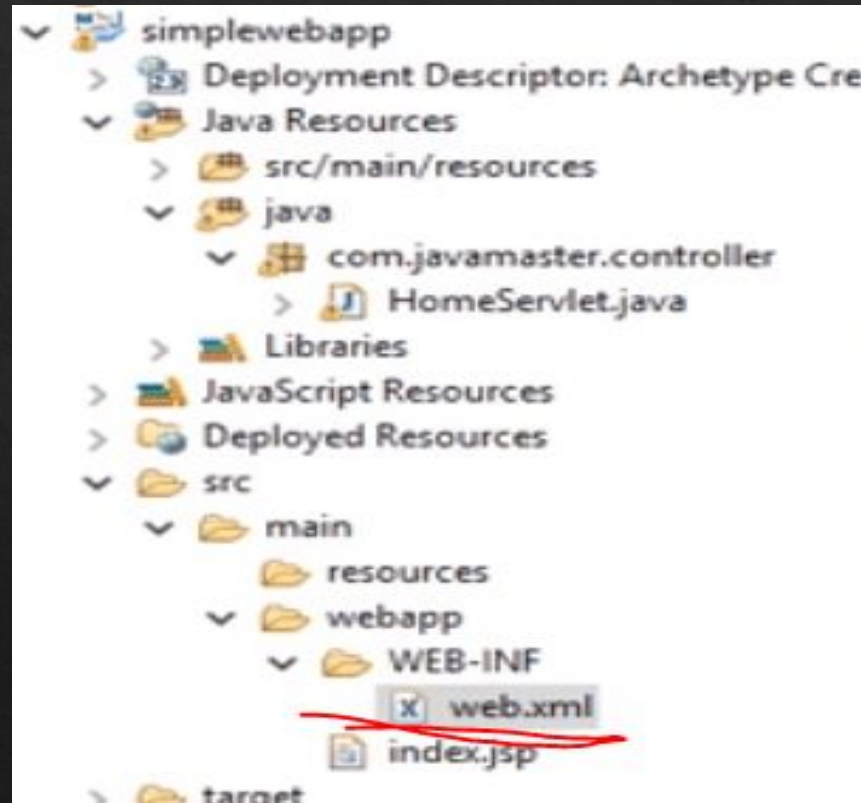 simplewebapp
Deployment Descriptor: Archetype Cre
Java Resources
src/main/resources
java
com.javamaster.controller
HomeServlet.java
Libraries
JavaScript Resources
Deployed Resources
src
main
resources
webapp
WEB-INF
web.xml
index.jsp
target